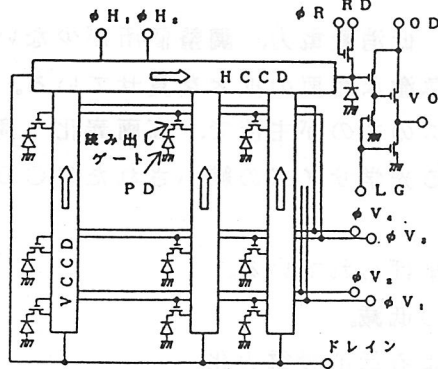 φH₁ φH₂
φR RD OD
HCCD
VO
読み出し
ゲート
PD
LG
VCCD
φV₄
φV₃
φV₂
φV₁
ドレイン